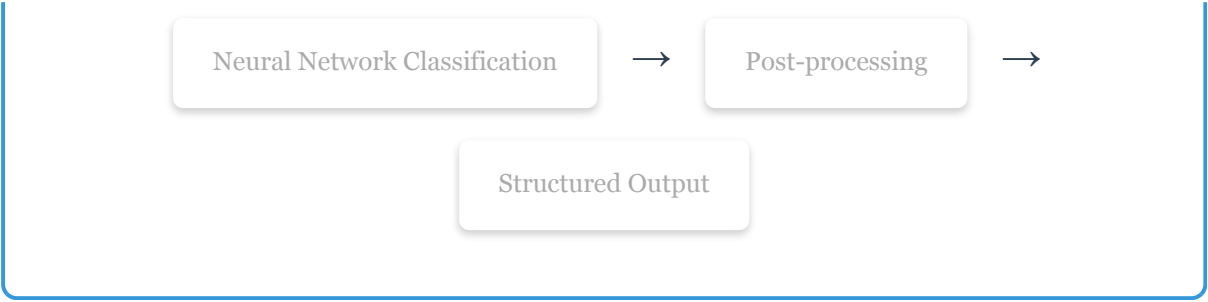 Neural Network Classification → Post-processing →
Structured Output